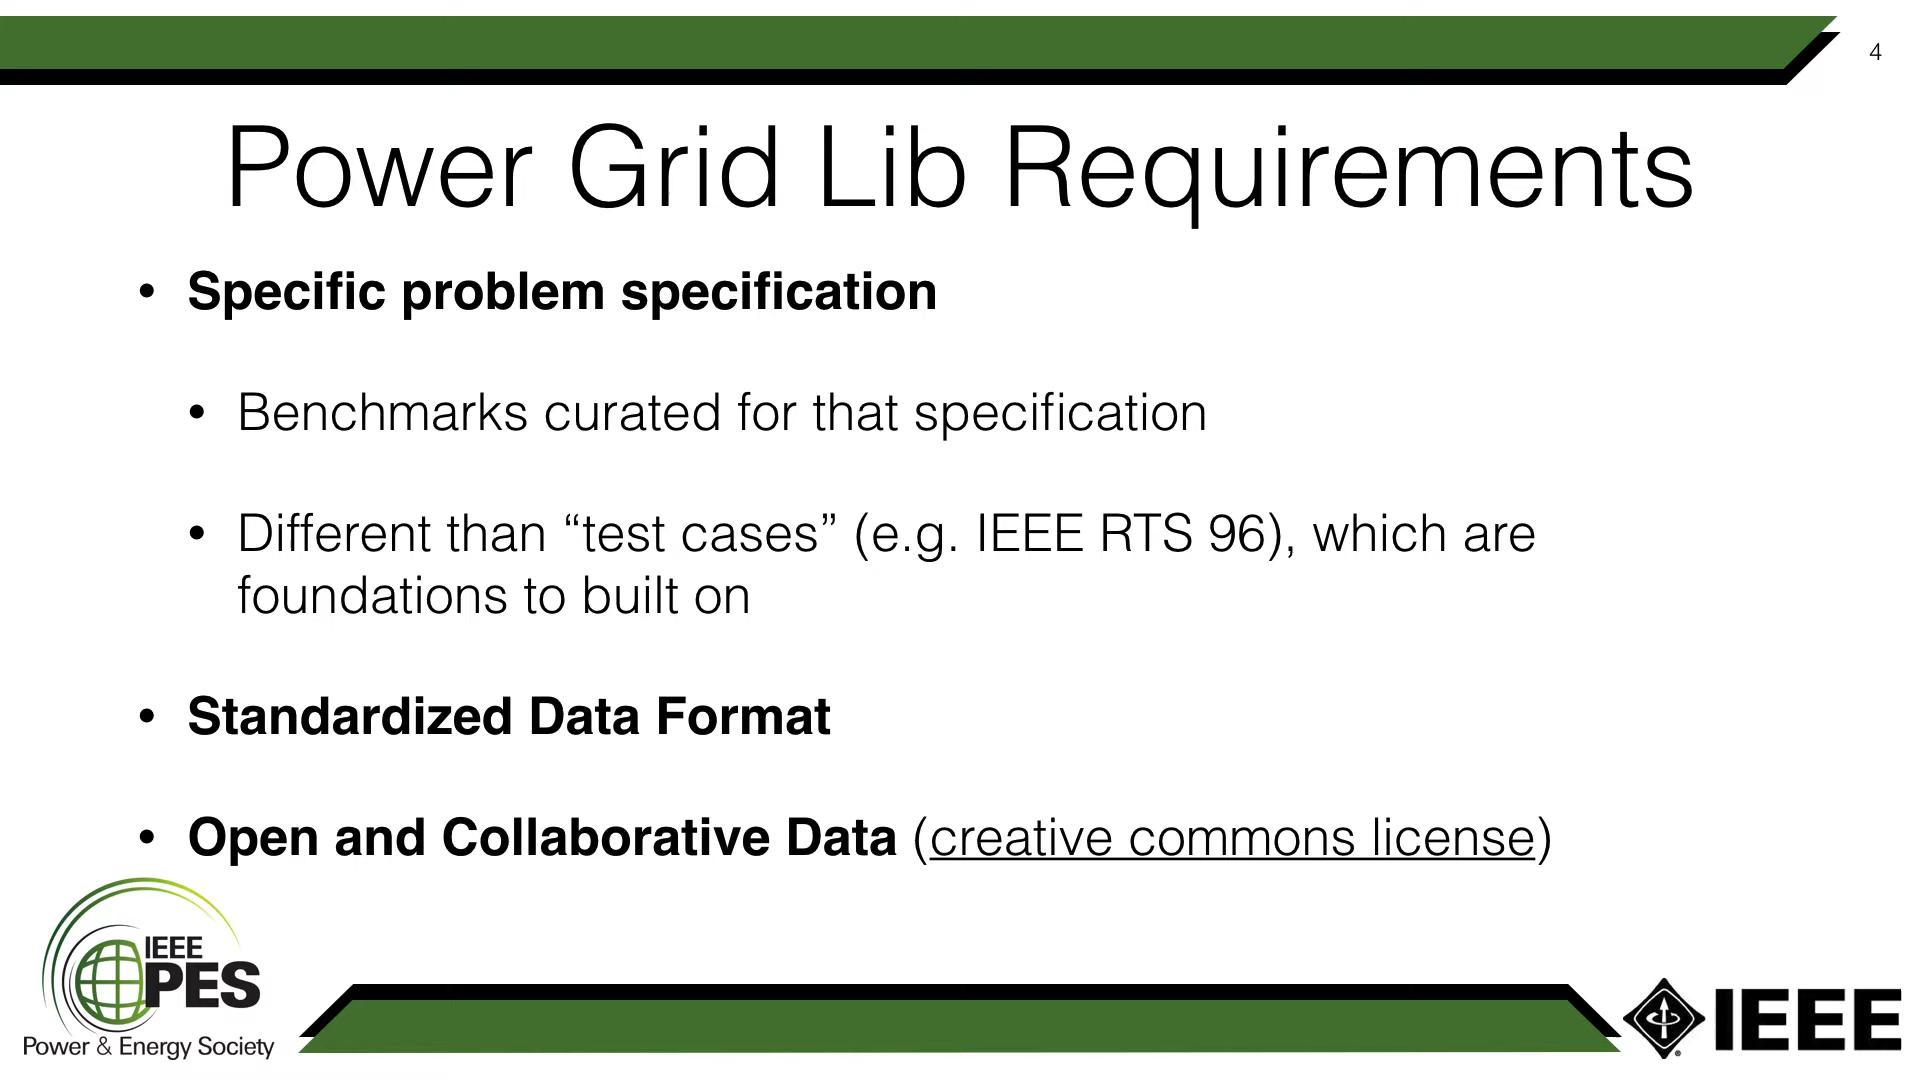 4
Power Grid Lib Requirements
• Specific problem specification
• Benchmarks curated for that specification
• Different than “test cases” (e.g. IEEE RTS 96), which are
foundations to built on
• Standardized Data Format
• Open and Collaborative Data (creative commons license)
IEEE
PES
Power & Energy Society
IEEE